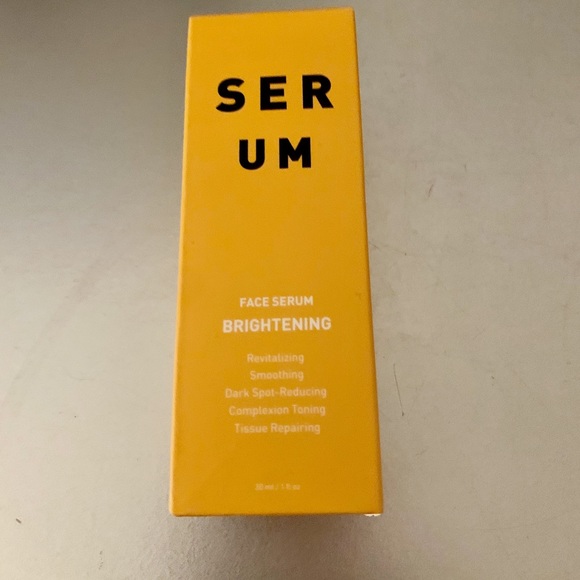 SER
UM
FACE SERUM
BRIGHTENING
Revitalizing
Smoothing
Dark Spot-Reducing
Complexion Toning
Tissue Repairing
30 ml / 1 fl oz